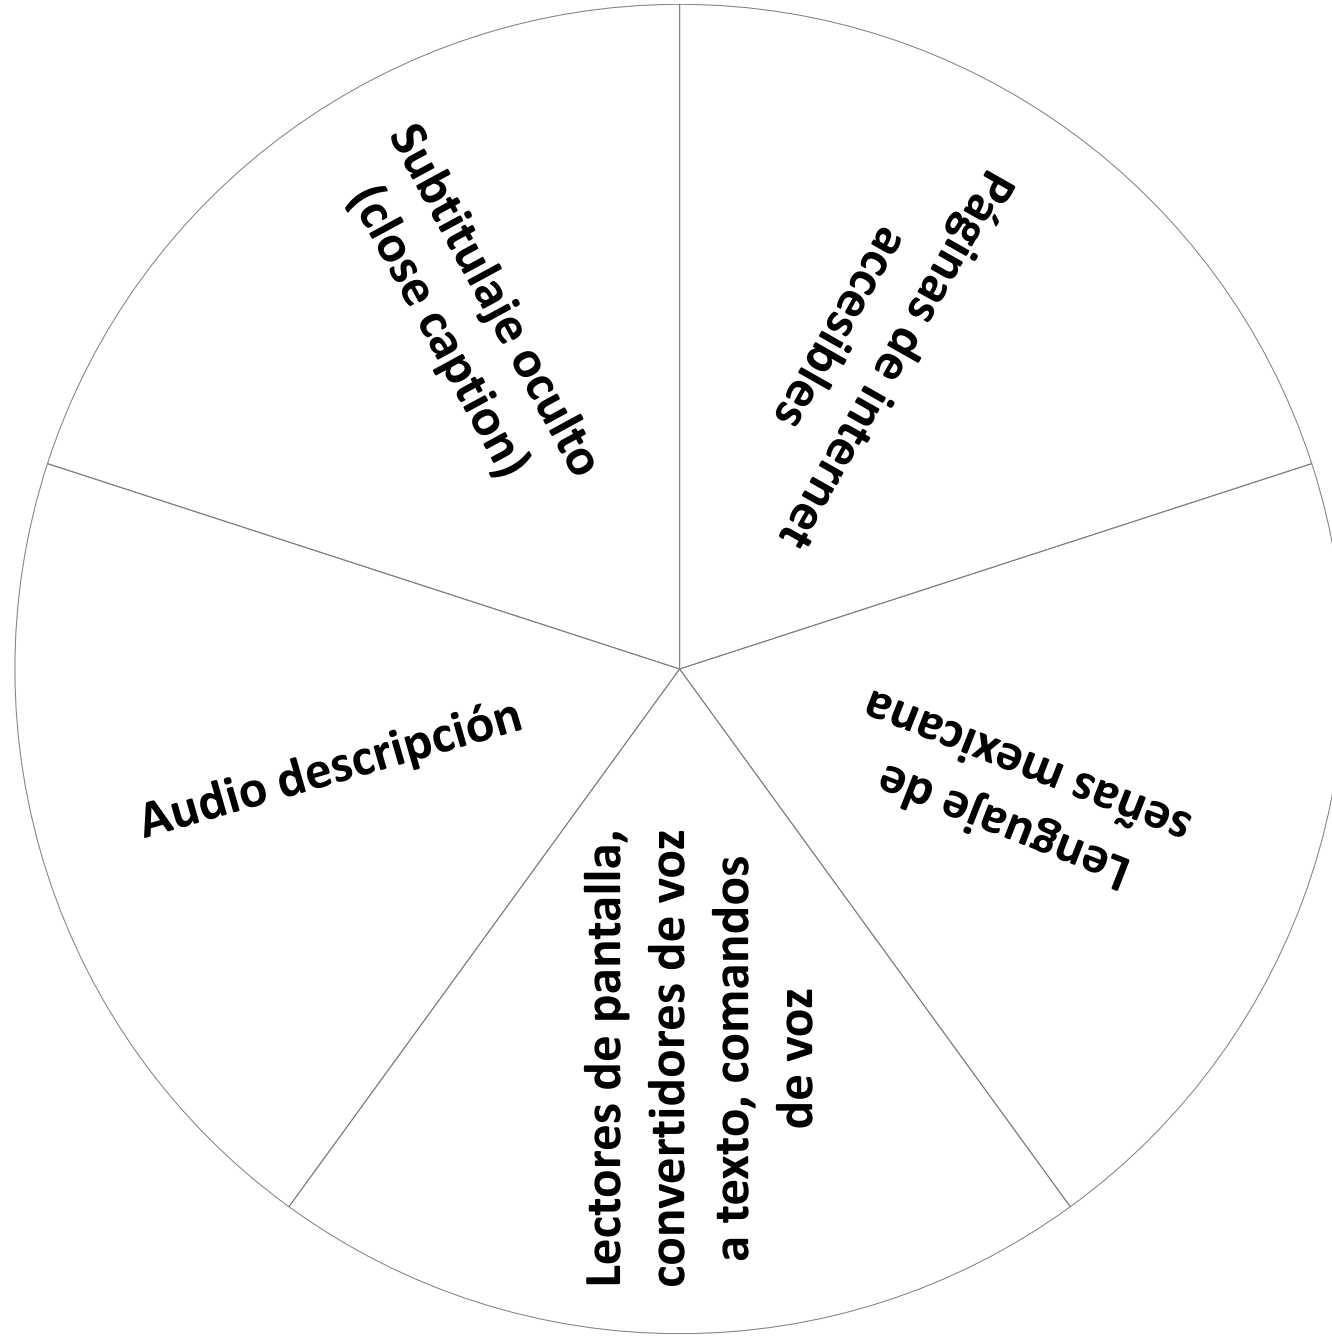 Subtitulaje oculto
(close caption)
Páginas de internet
accesibles
Lenguaje de
señas mexicana
Lectores de pantalla,
convertidores de voz
a texto, comandos
de voz
Audio descripción